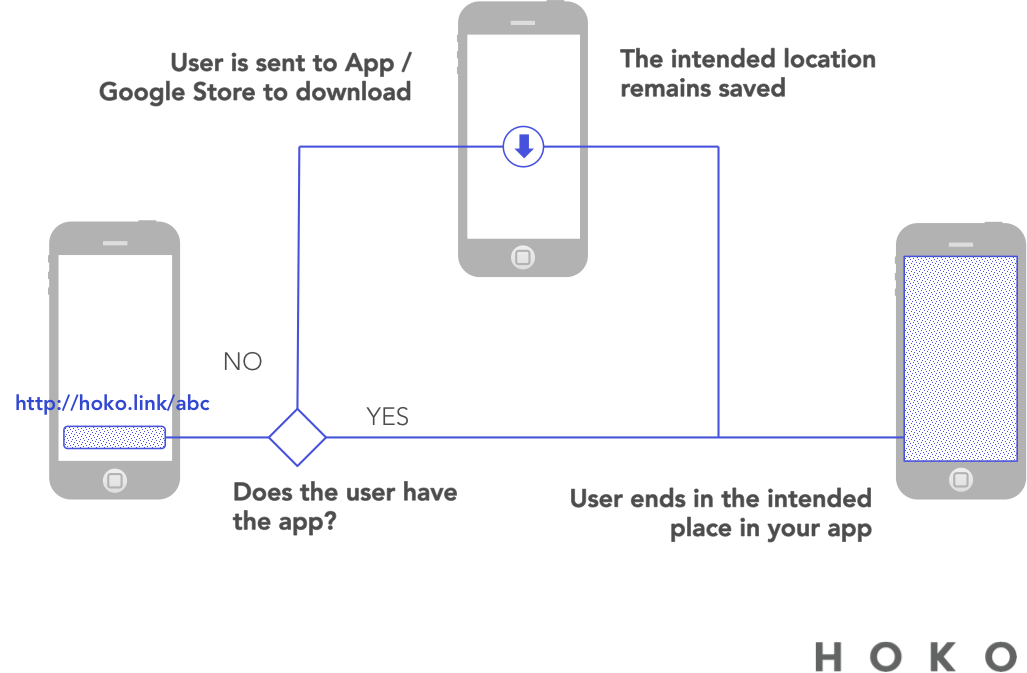 User is sent to App /
Google Store to download
The intended location
remains saved
NO
http://hoko.link/abc
YES
Does the user have
the app?
User ends in the intended
place in your app
HOKO